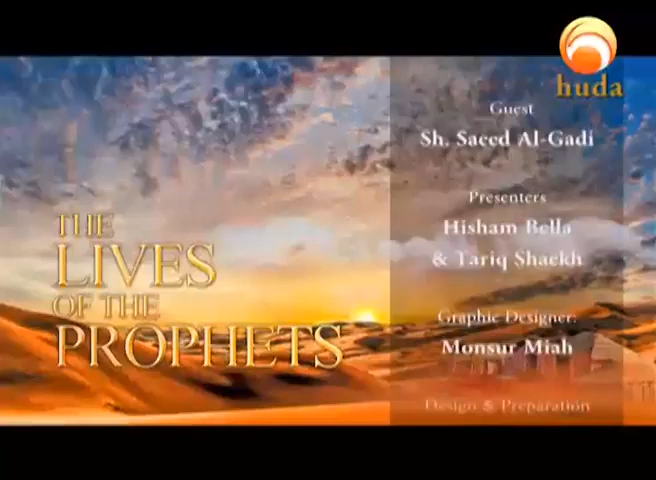 huda
THE
LIVES
OF THE
PROPHETS
Guest
Sh. Saeed Al-Gadi
Presenters
Hisham Bella
& Tariq Shaekh
Graphic Designer:
Monsur Miah
Design & Preparation